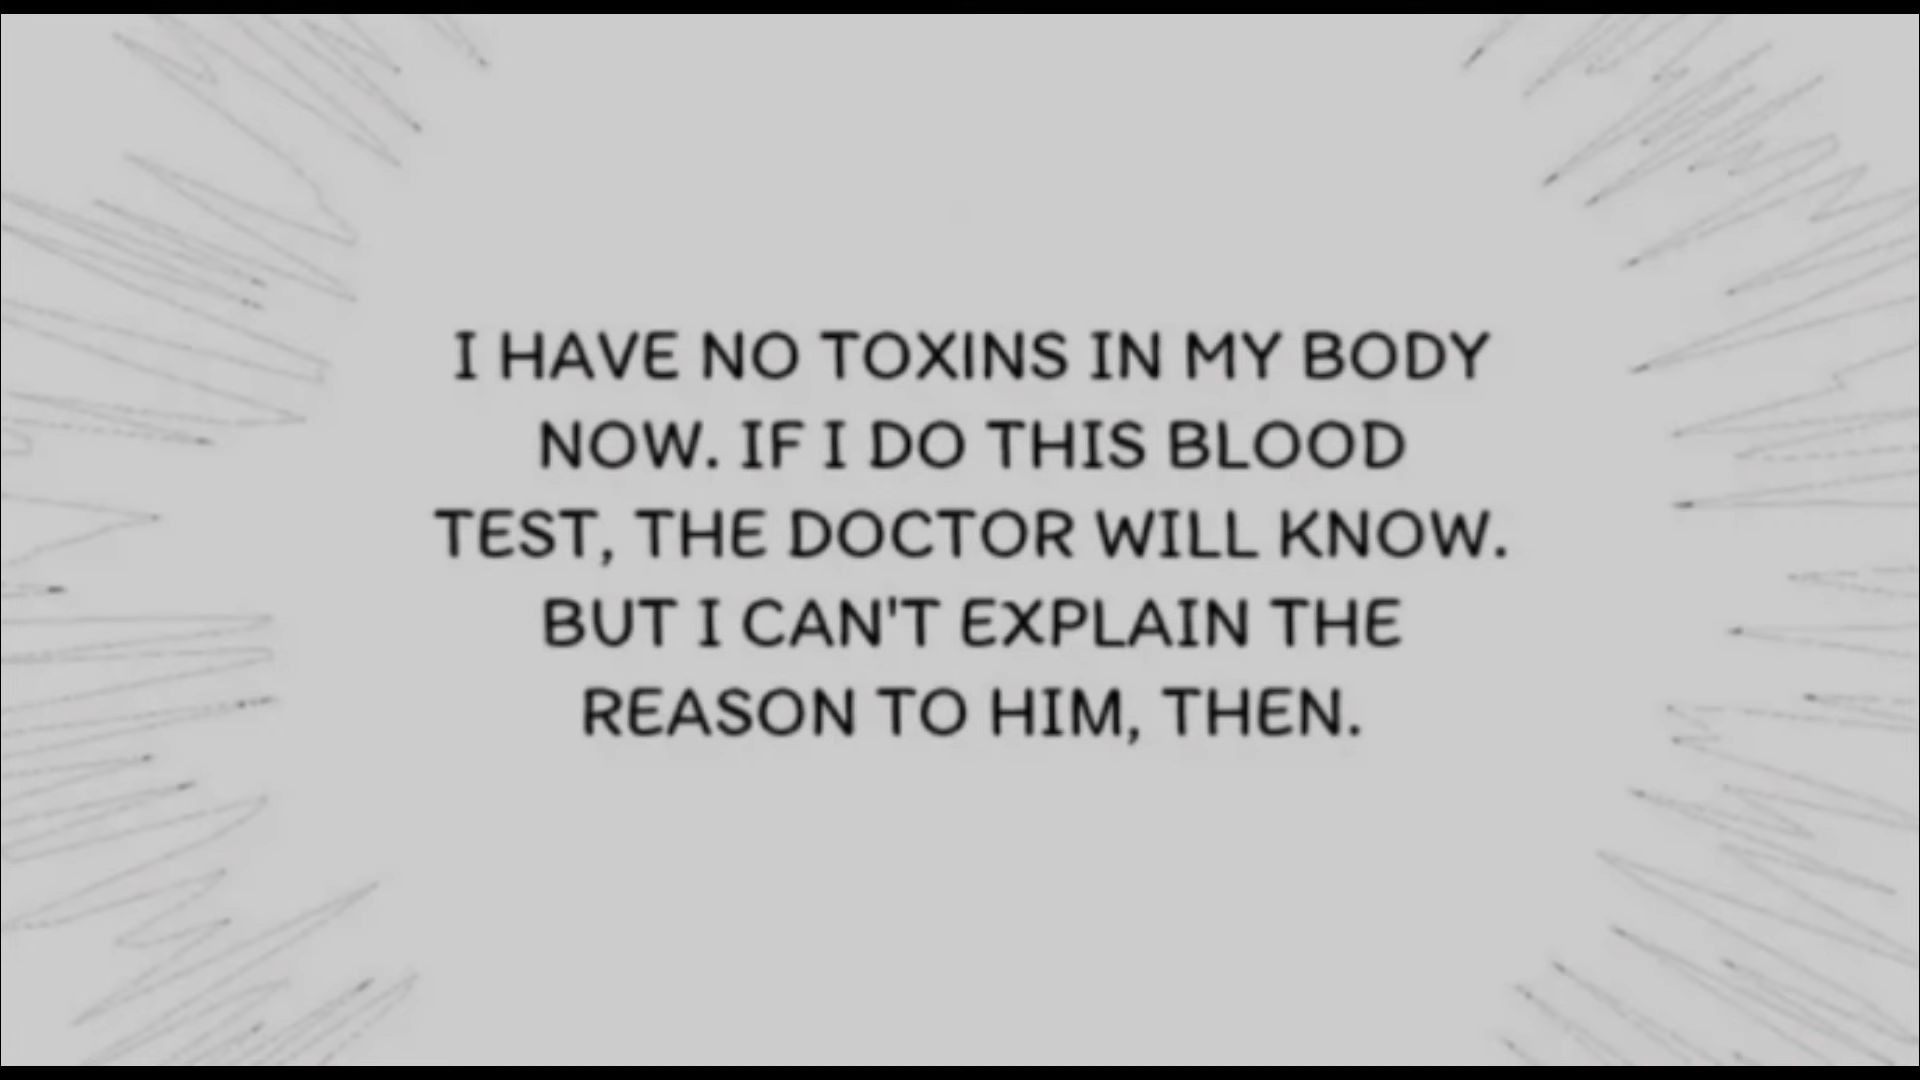 I HAVE NO TOXINS IN MY BODY
NOW. IF I DO THIS BLOOD
TEST, THE DOCTOR WILL KNOW.
BUT I CAN'T EXPLAIN THE
REASON TO HIM, THEN.